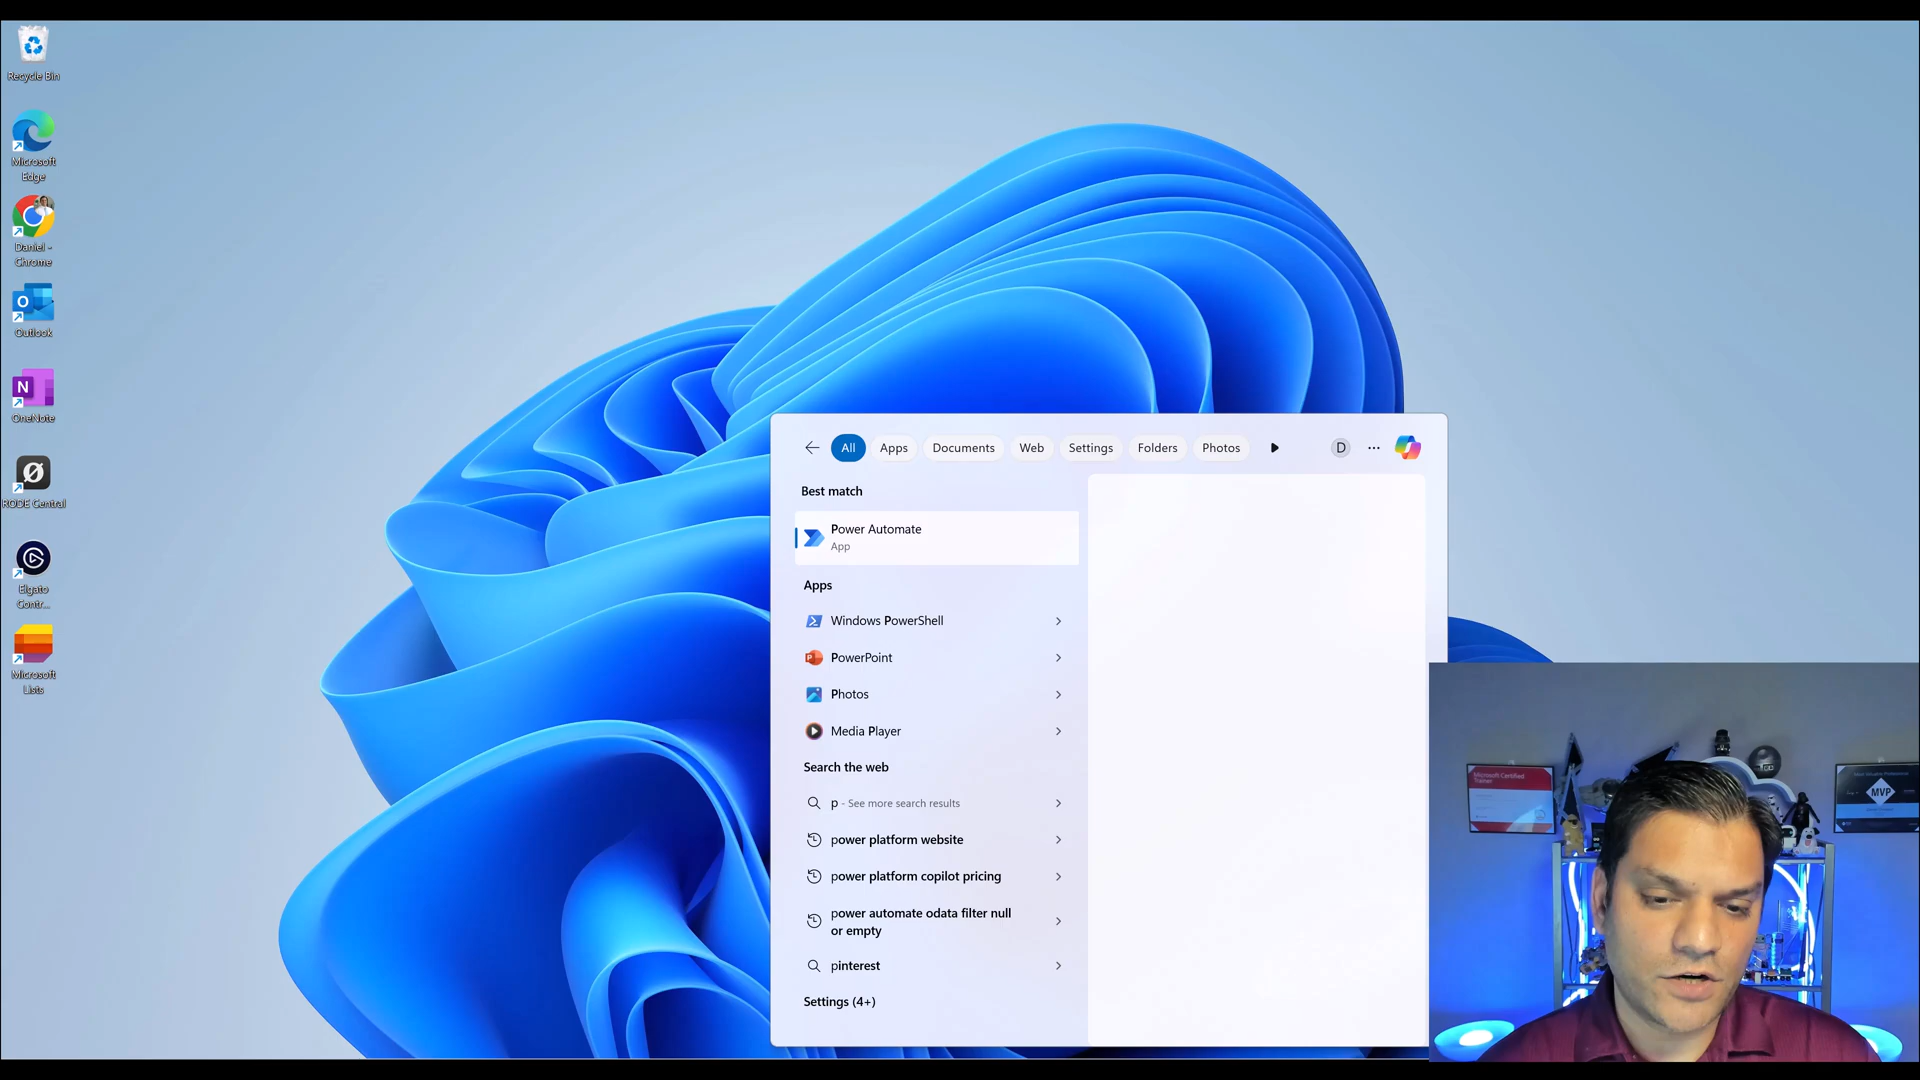 Recycle Bin
Microsoft
Edge
Daniel -
Chrome
Outlook
OneNote
RODE Central
Elgato
Contr...
Microsoft
Lists
All
Apps
Documents
Web
Settings
Folders
Photos
D
Best match
Power Automate
App
Apps
Windows PowerShell
PowerPoint
Photos
Media Player
Search the web
p - See more search results
power platform website
power platform copilot pricing
power automate odata filter null
or empty
pinterest
Settings (4+)
Microsoft Certified
Trainer
MVP